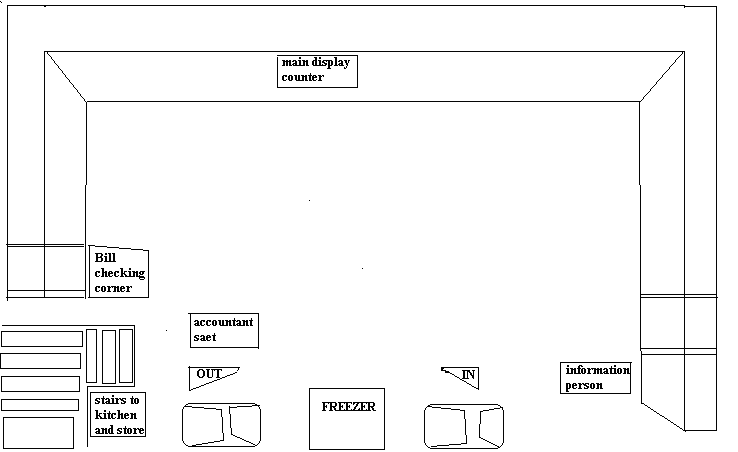 main display
counter
Bill
checking
corner
accountant
saet
OUT
IN
information
person
stairs to
kitchen
and store
FREEZER